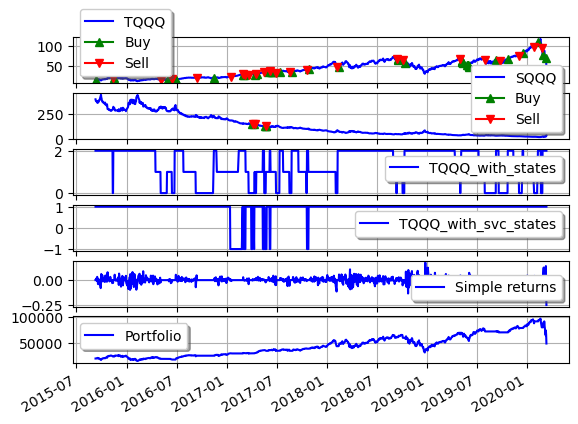 TQQQ
Buy
Sell
100
50
SQQQ
Buy
Sell
250
0
2
0
TQQQ_with_states
1
−1
TQQQ_with_svc_states
0.00
−0.25
Simple returns
100000
50000
Portfolio
2015-07
2016-01
2016-07
2017-01
2017-07
2018-01
2018-07
2019-01
2019-07
2020-01